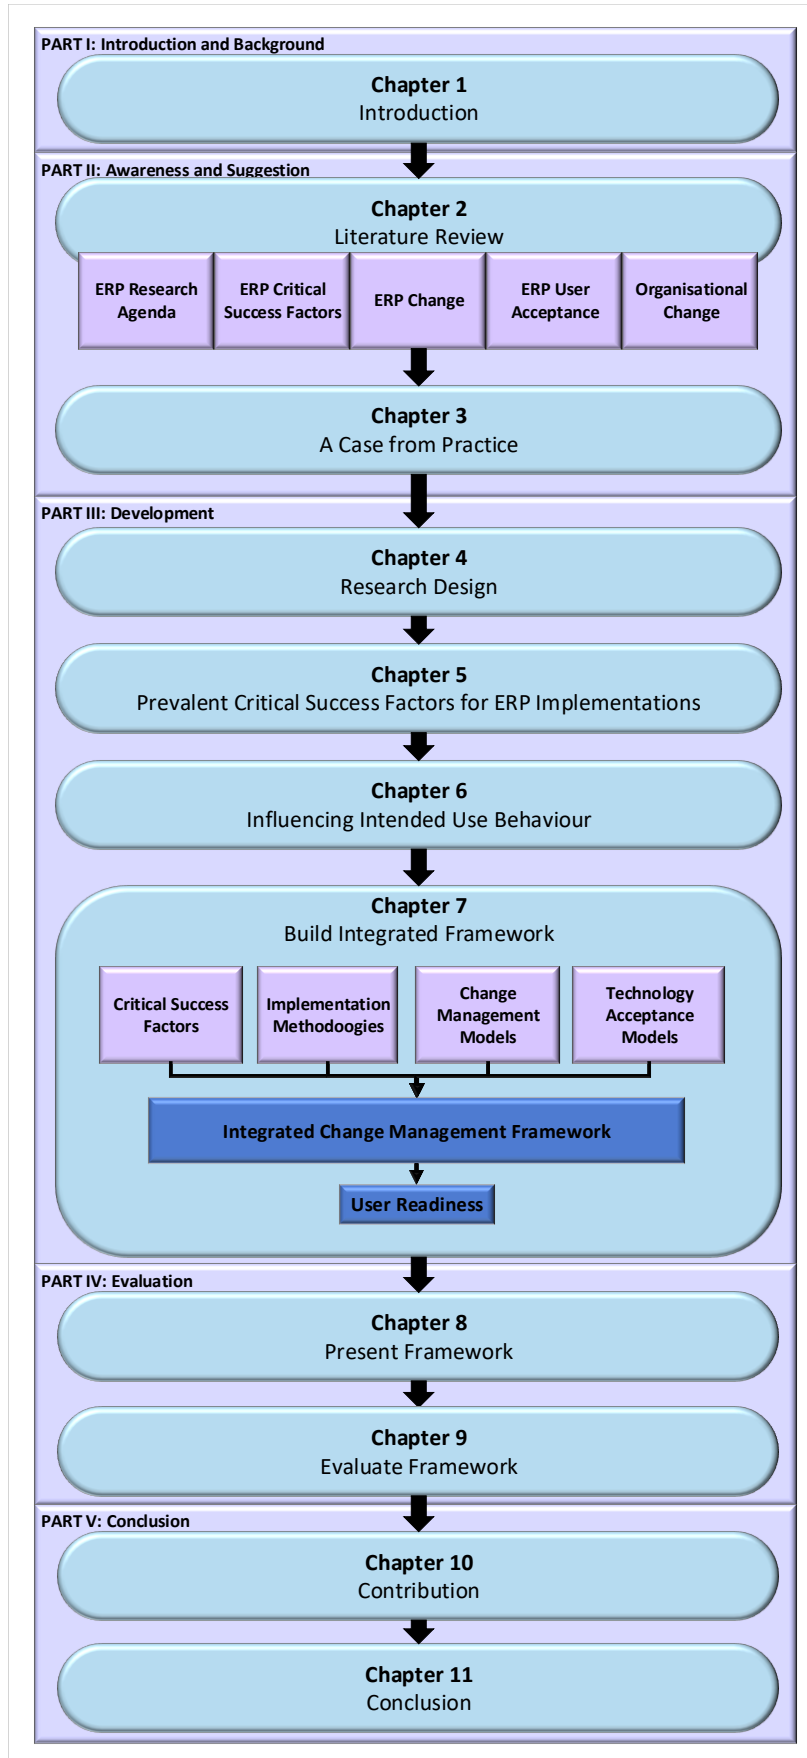 PART I: Introduction and Background
Chapter 1
Introduction
PART II: Awareness and Suggestion
Chapter 2
Literature Review
ERP Research
Agenda
ERP Critical
Success Factors
ERP Change
ERP User
Acceptance
Organisational
Change
Chapter 3
A Case from Practice
PART III: Development
Chapter 4
Research Design
Chapter 5
Prevalent Critical Success Factors for ERP Implementations
Chapter 6
Influencing Intended Use Behaviour
Chapter 7
Build Integrated Framework
Critical Success
Factors
Implementation
Methodoogies
Change
Management
Models
Technology
Acceptance
Models
Integrated Change Management Framework
User Readiness
PART IV: Evaluation
Chapter 8
Present Framework
Chapter 9
Evaluate Framework
PART V: Conclusion
Chapter 10
Contribution
Chapter 11
Conclusion